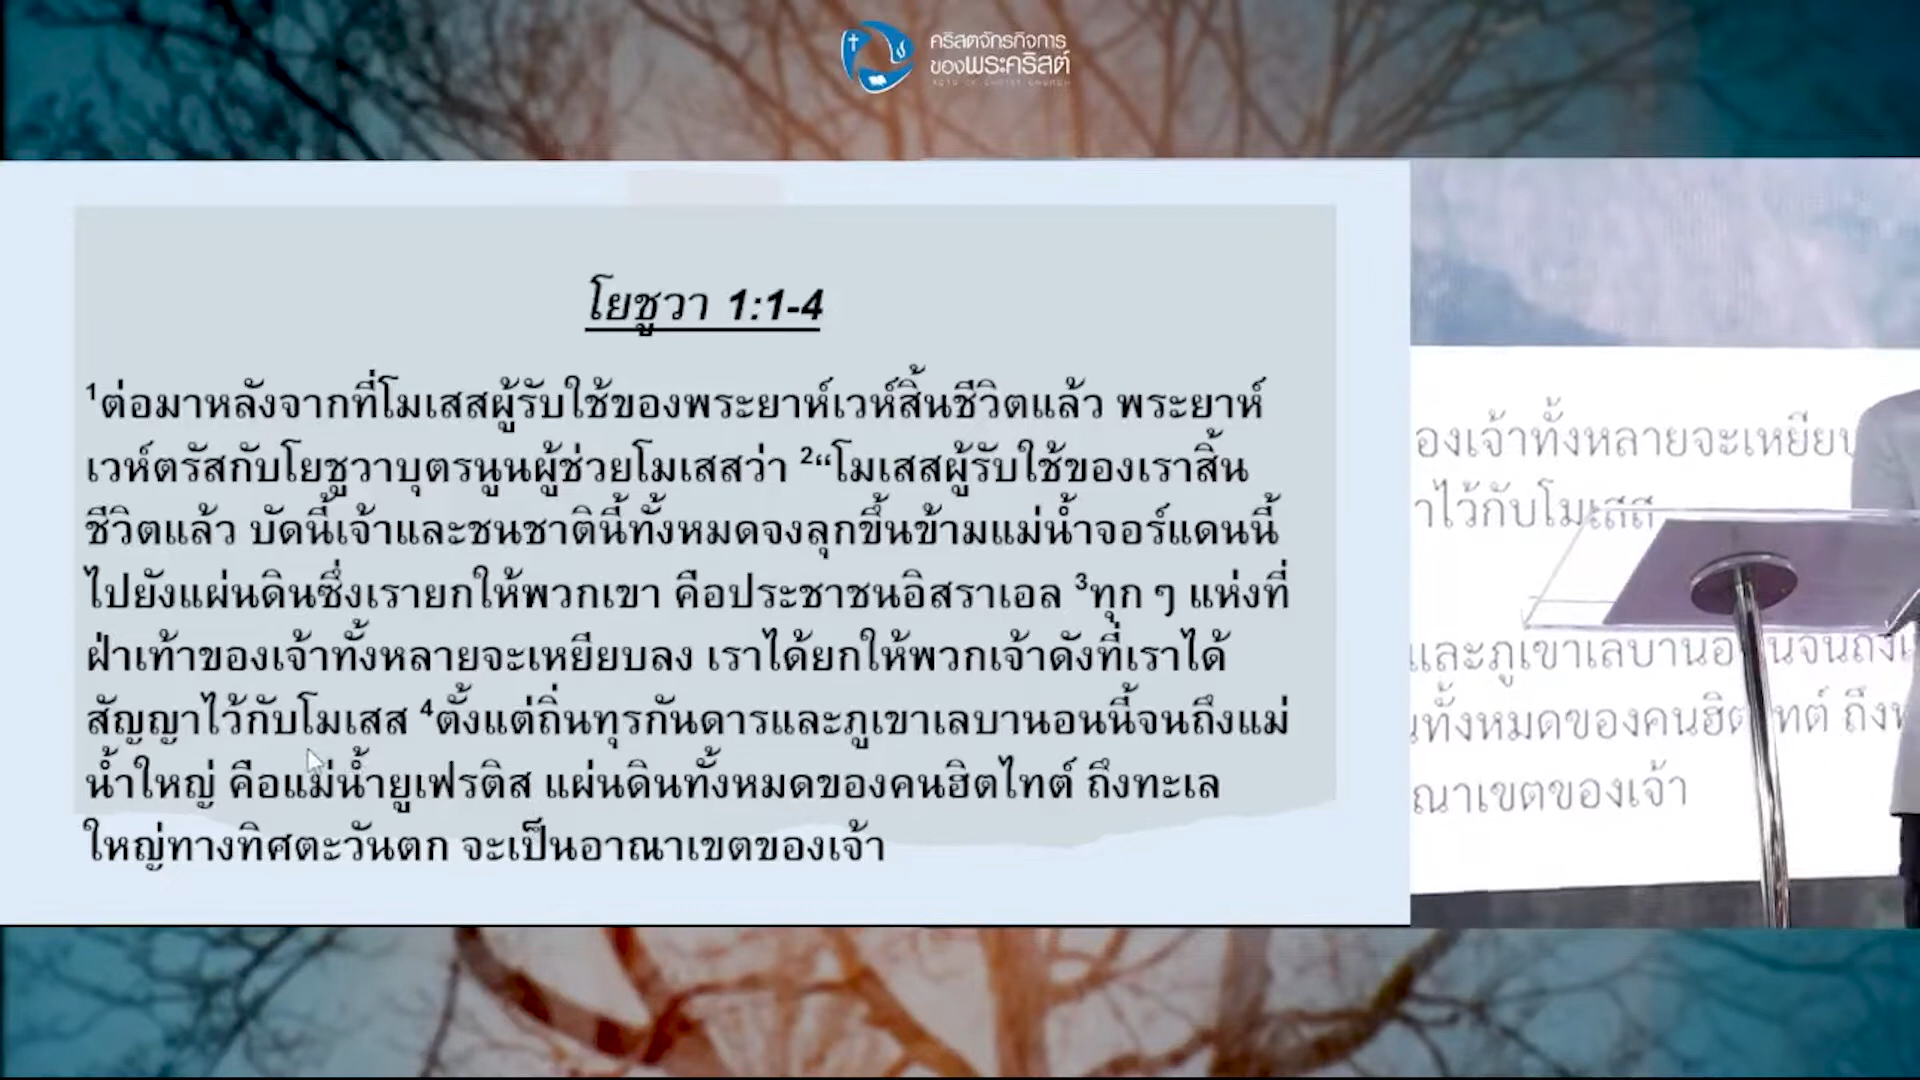 คริสตจักรกิจการ
ของพระคริสต์
ACTS OF CHRIST CHURCH
โยชูวา 1:1-4
¹ต่อมาหลังจากที่โมเสสผู้รับใช้ของพระยาห์เวห์สิ้นชีวิตแล้ว พระยาห์
เวห์ตรัสกับโยชูวาบุตรนูนผู้ช่วยโมเสสว่า ²“โมเสสผู้รับใช้ของเราสิ้น
ชีวิตแล้ว บัดนี้เจ้าและชนชาตินี้ทั้งหมดจงลุกขึ้นข้ามแม่น้ำจอร์แดนนี้
ไปยังแผ่นดินซึ่งเรายกให้พวกเขา คือประชาชนอิสราเอล ³ทุก ๆ แห่งที่
ฝ่าเท้าของเจ้าทั้งหลายจะเหยียบลง เราได้ยกให้พวกเจ้าดังที่เราได้
สัญญาไว้กับโมเสส ⁴ตั้งแต่ถิ่นทุรกันดารและภูเขาเลบานอนนี้จนถึงแม่
น้ำใหญ่ คือแม่น้ำยูเฟรติส แผ่นดินทั้งหมดของคนฮิตไทต์ ถึงทะเล
ใหญ่ทางทิศตะวันตก จะเป็นอาณาเขตของเจ้า
องเจ้าทั้งหลายจะเหยียบ
าไว้กับโมเสส
และภูเขาเลบานอนนี้จนถึง
ทั้งหมดของคนฮิตไทต์ ถึง
ณาเขตของเจ้า